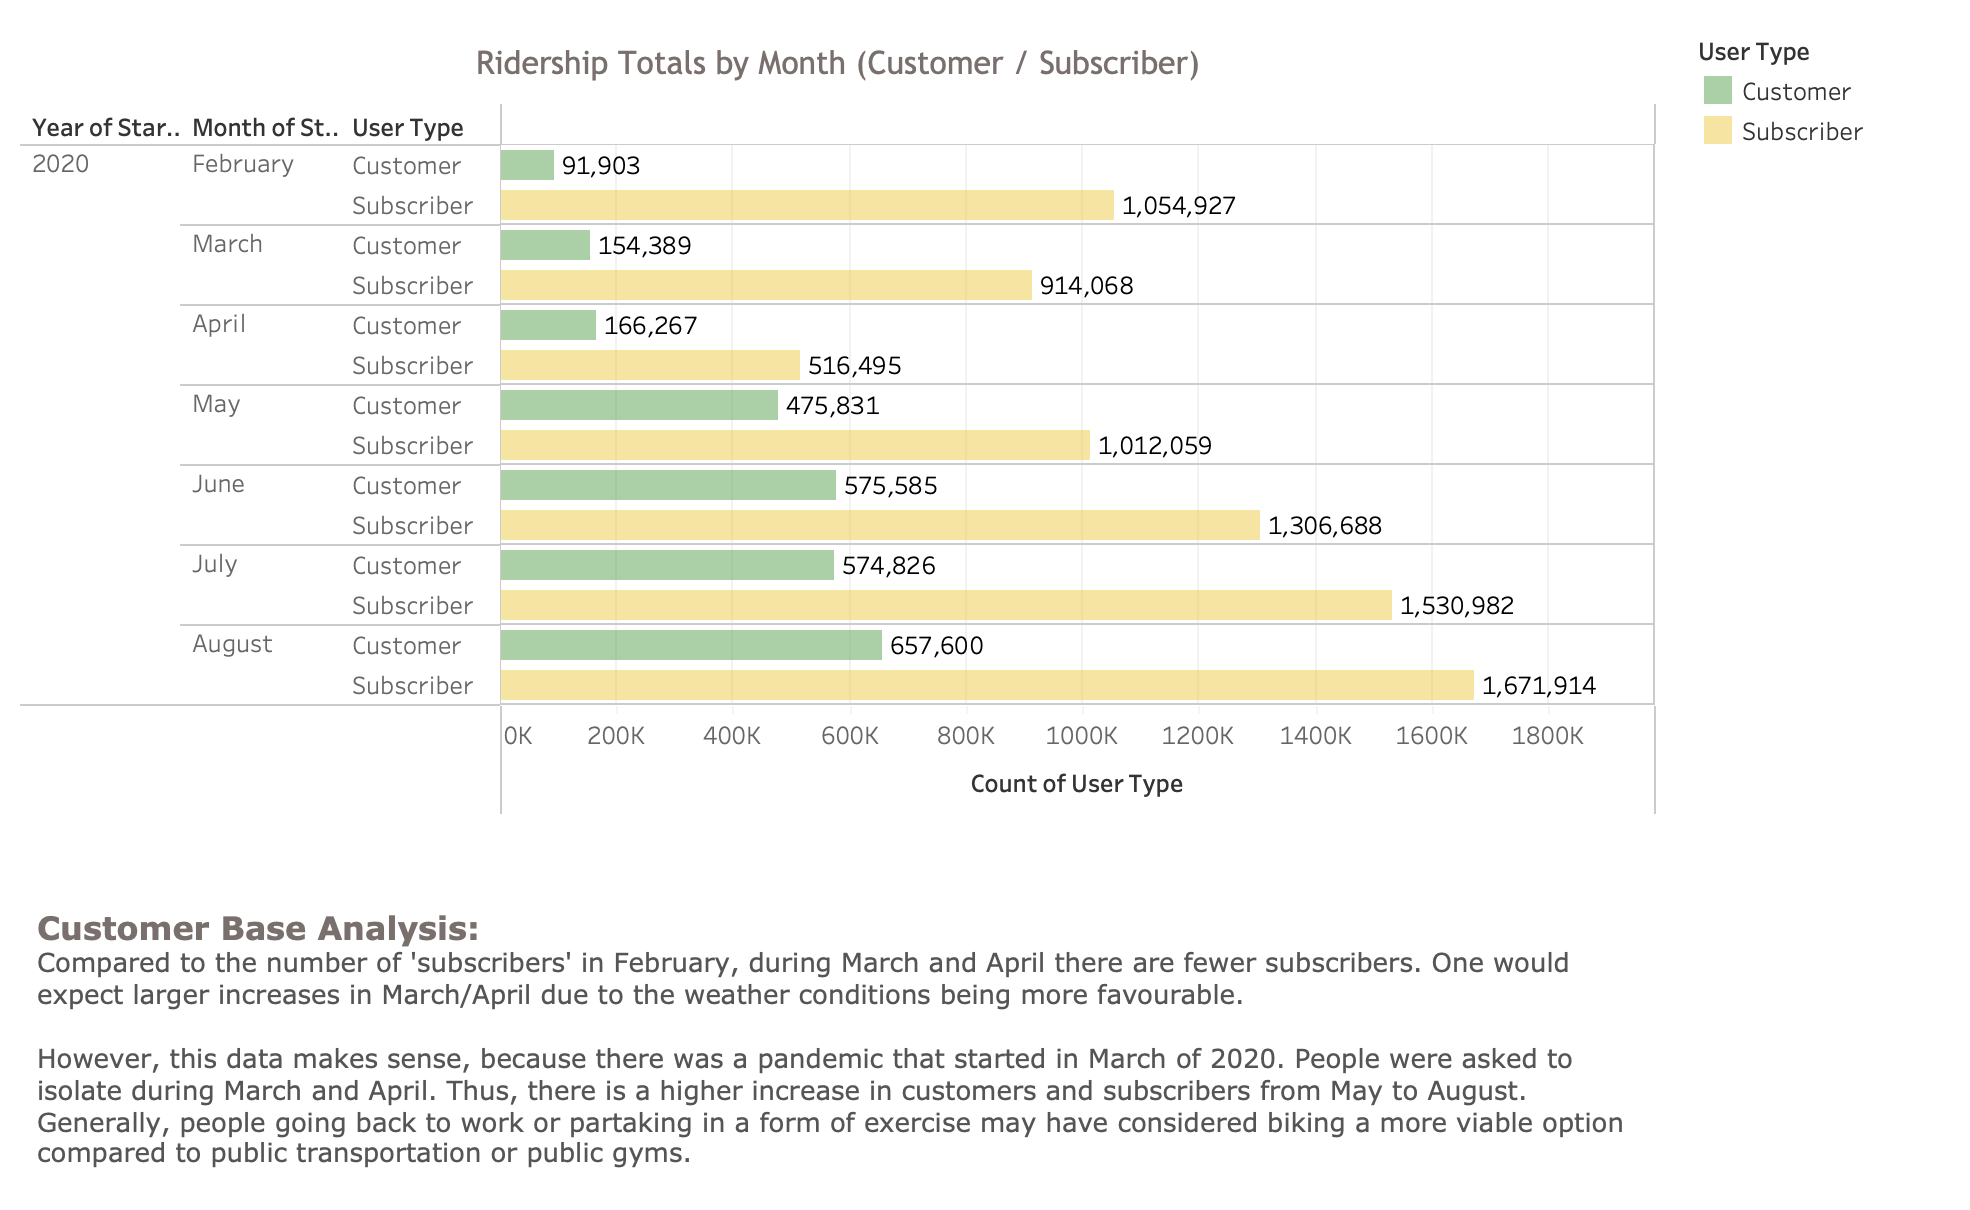 Ridership Totals by Month (Customer / Subscriber)
User Type
Customer
Subscriber
Year of Star.. Month of St.. User Type
2020 February Customer 91,903
Subscriber 1,054,927
March Customer 154,389
Subscriber 914,068
April Customer 166,267
Subscriber 516,495
May Customer 475,831
Subscriber 1,012,059
June Customer 575,585
Subscriber 1,306,688
July Customer 574,826
Subscriber 1,530,982
August Customer 657,600
Subscriber 1,671,914
0K 200K 400K 600K 800K 1000K 1200K 1400K 1600K 1800K
Count of User Type
Customer Base Analysis:
Compared to the number of 'subscribers' in February, during March and April there are fewer subscribers. One would
expect larger increases in March/April due to the weather conditions being more favourable.
However, this data makes sense, because there was a pandemic that started in March of 2020. People were asked to
isolate during March and April. Thus, there is a higher increase in customers and subscribers from May to August.
Generally, people going back to work or partaking in a form of exercise may have considered biking a more viable option
compared to public transportation or public gyms.